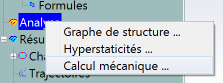 Formules
Analyse
Graphe de structure ...
Résu
Hyperstaticités ...
Cha
Calcul mécanique ...
Trajectoires